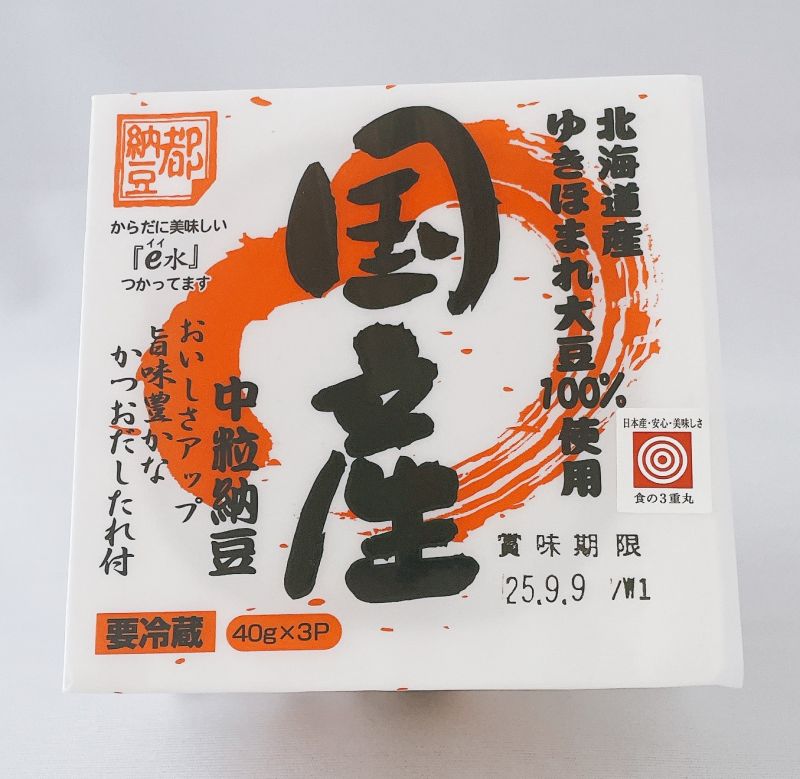 都納豆
からだに美味しい
イイ
『e水』
つかってます
国産
北海道産
ゆきほまれ大豆100%使用
おいしさアップ
旨味豊かな
かつおだしたれ付
中粒納豆
日本産・安心・美味しさ
食の3重丸
賞味期限
25.9.9 /W1
要冷蔵
40g×3P